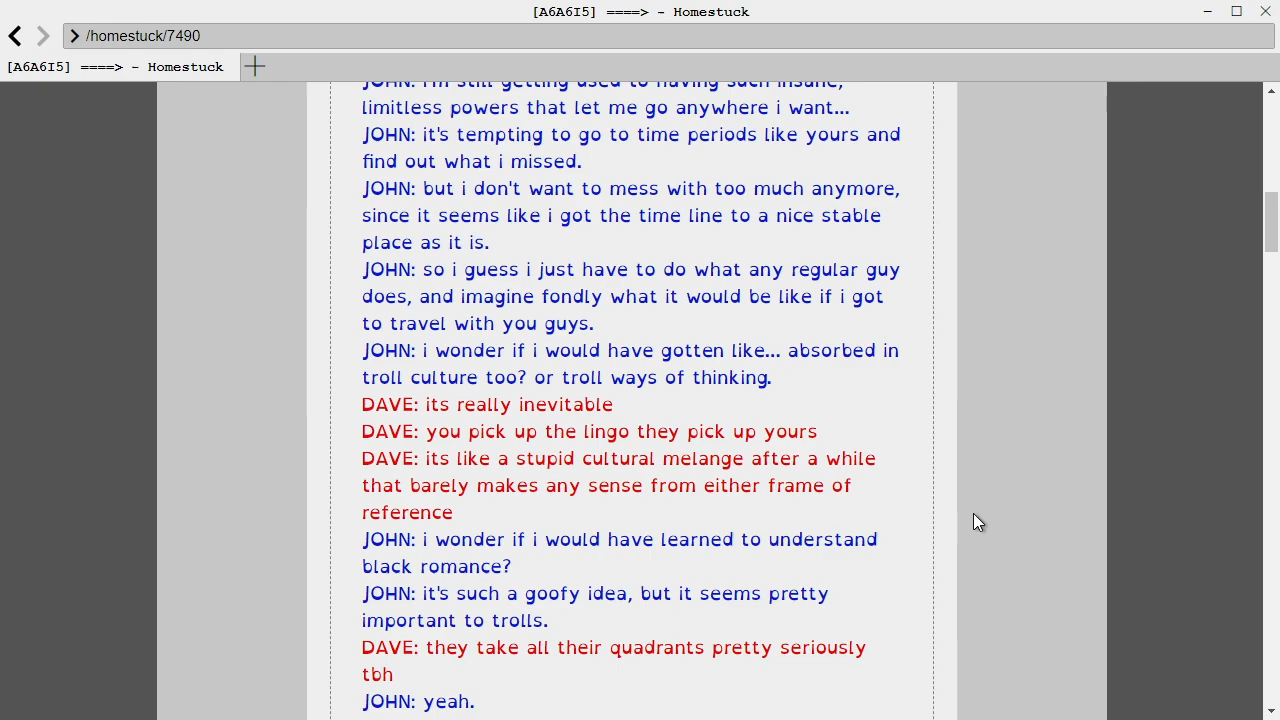 [A6A6I5] ====> - Homestuck
/homestuck/7490
[A6A6I5] ====> - Homestuck
JOHN: i'm still getting used to having such insane,
limitless powers that let me go anywhere i want...
JOHN: it's tempting to go to time periods like yours and
find out what i missed.
JOHN: but i don't want to mess with too much anymore,
since it seems like i got the time line to a nice stable
place as it is.
JOHN: so i guess i just have to do what any regular guy
does, and imagine fondly what it would be like if i got
to travel with you guys.
JOHN: i wonder if i would have gotten like... absorbed in
troll culture too? or troll ways of thinking.
DAVE: its really inevitable
DAVE: you pick up the lingo they pick up yours
DAVE: its like a stupid cultural melange after a while
that barely makes any sense from either frame of
reference
JOHN: i wonder if i would have learned to understand
black romance?
JOHN: it's such a goofy idea, but it seems pretty
important to trolls.
DAVE: they take all their quadrants pretty seriously
tbh
JOHN: yeah.